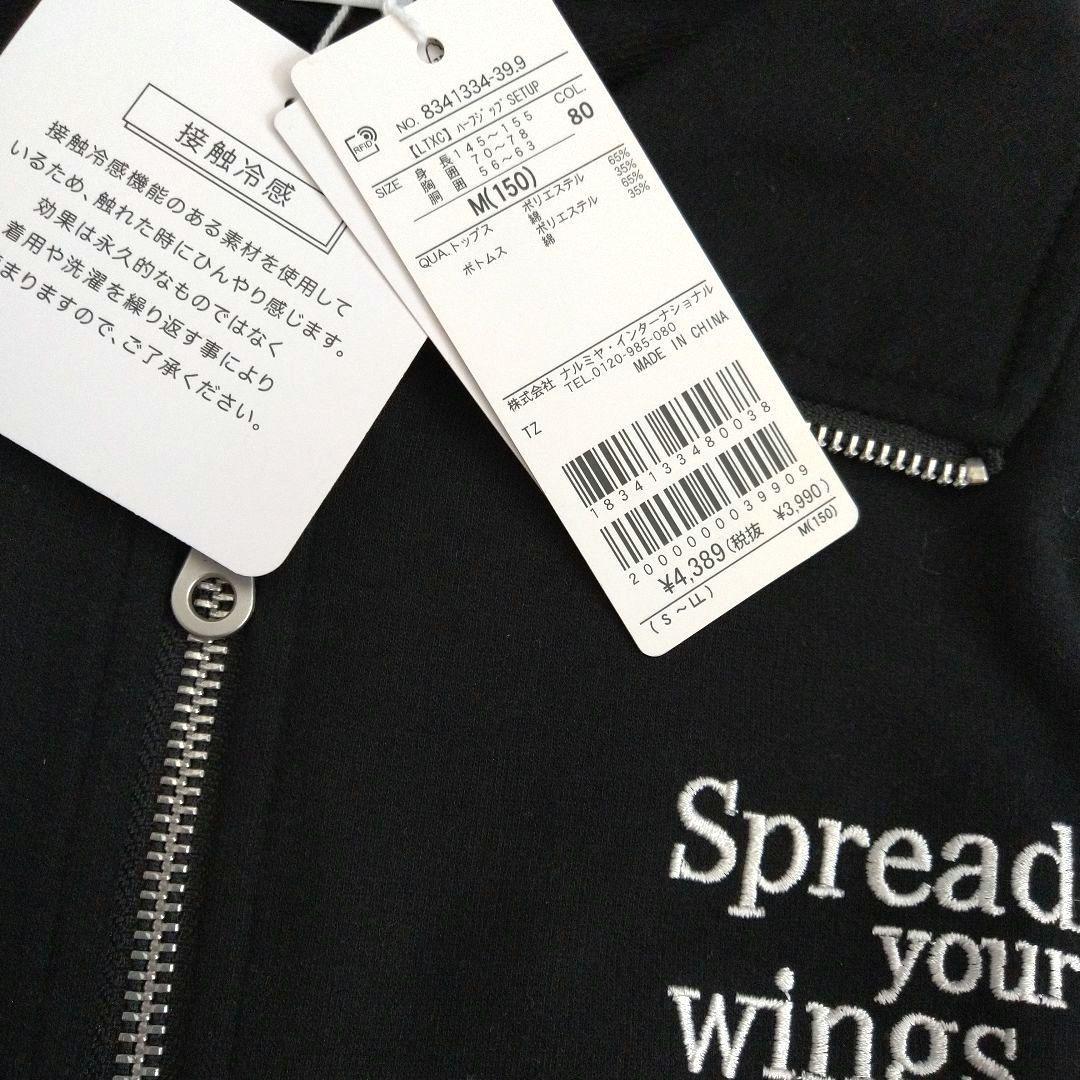 接触冷感
接触冷感機能のある素材を使用して
いるため、触れた時にひんやり感じます。
効果は永久的なものではなく
着用や洗濯を繰り返す事により
まりますので、ご了承ください。
RFID
NO. 8341334-39.9
【LTXC】ハーフジップSETUP
COL.
80
SIZE
身長 145~155
胸囲 70~78
胴囲 56~63
M(150)
QUA.トップス ポリエステル 65%
綿 35%
ボトムス ポリエステル 65%
綿 35%
株式会社 ナルミヤ・インターナショナル
TEL.0120-985-080
MADE IN CHINA
TZ
1834133480038
2000000039909
¥4,389(税抜 ¥3,990)
M(150)
(S~LL)
Spread
your
wings